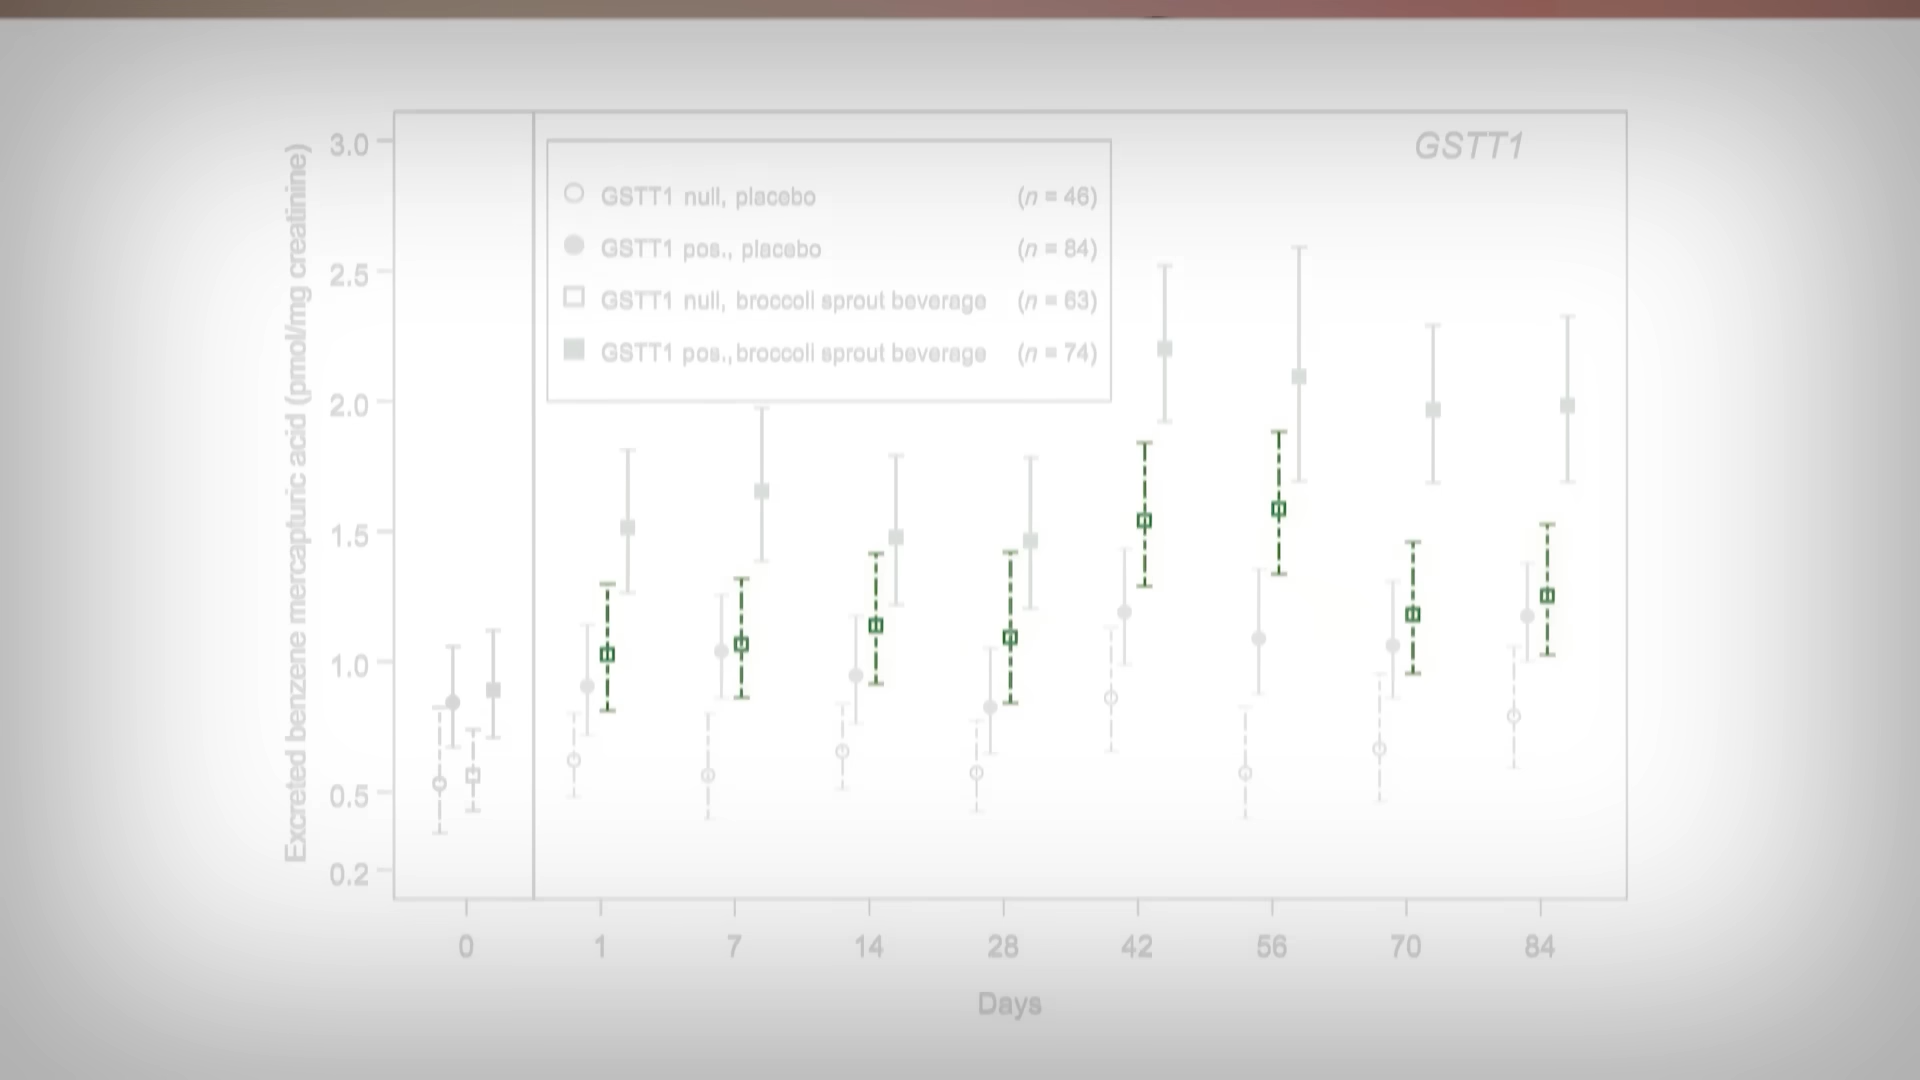 GSTT1
GSTT1 null, placebo (n = 46)
GSTT1 pos., placebo (n = 84)
GSTT1 null, broccoli sprout beverage (n = 63)
GSTT1 pos., broccoli sprout beverage (n = 74)
Excreted benzene mercapturic acid (pmol/mg creatinine)
3.0
2.5
2.0
1.5
1.0
0.5
0.2
0 1 7 14 28 42 56 70 84
Days